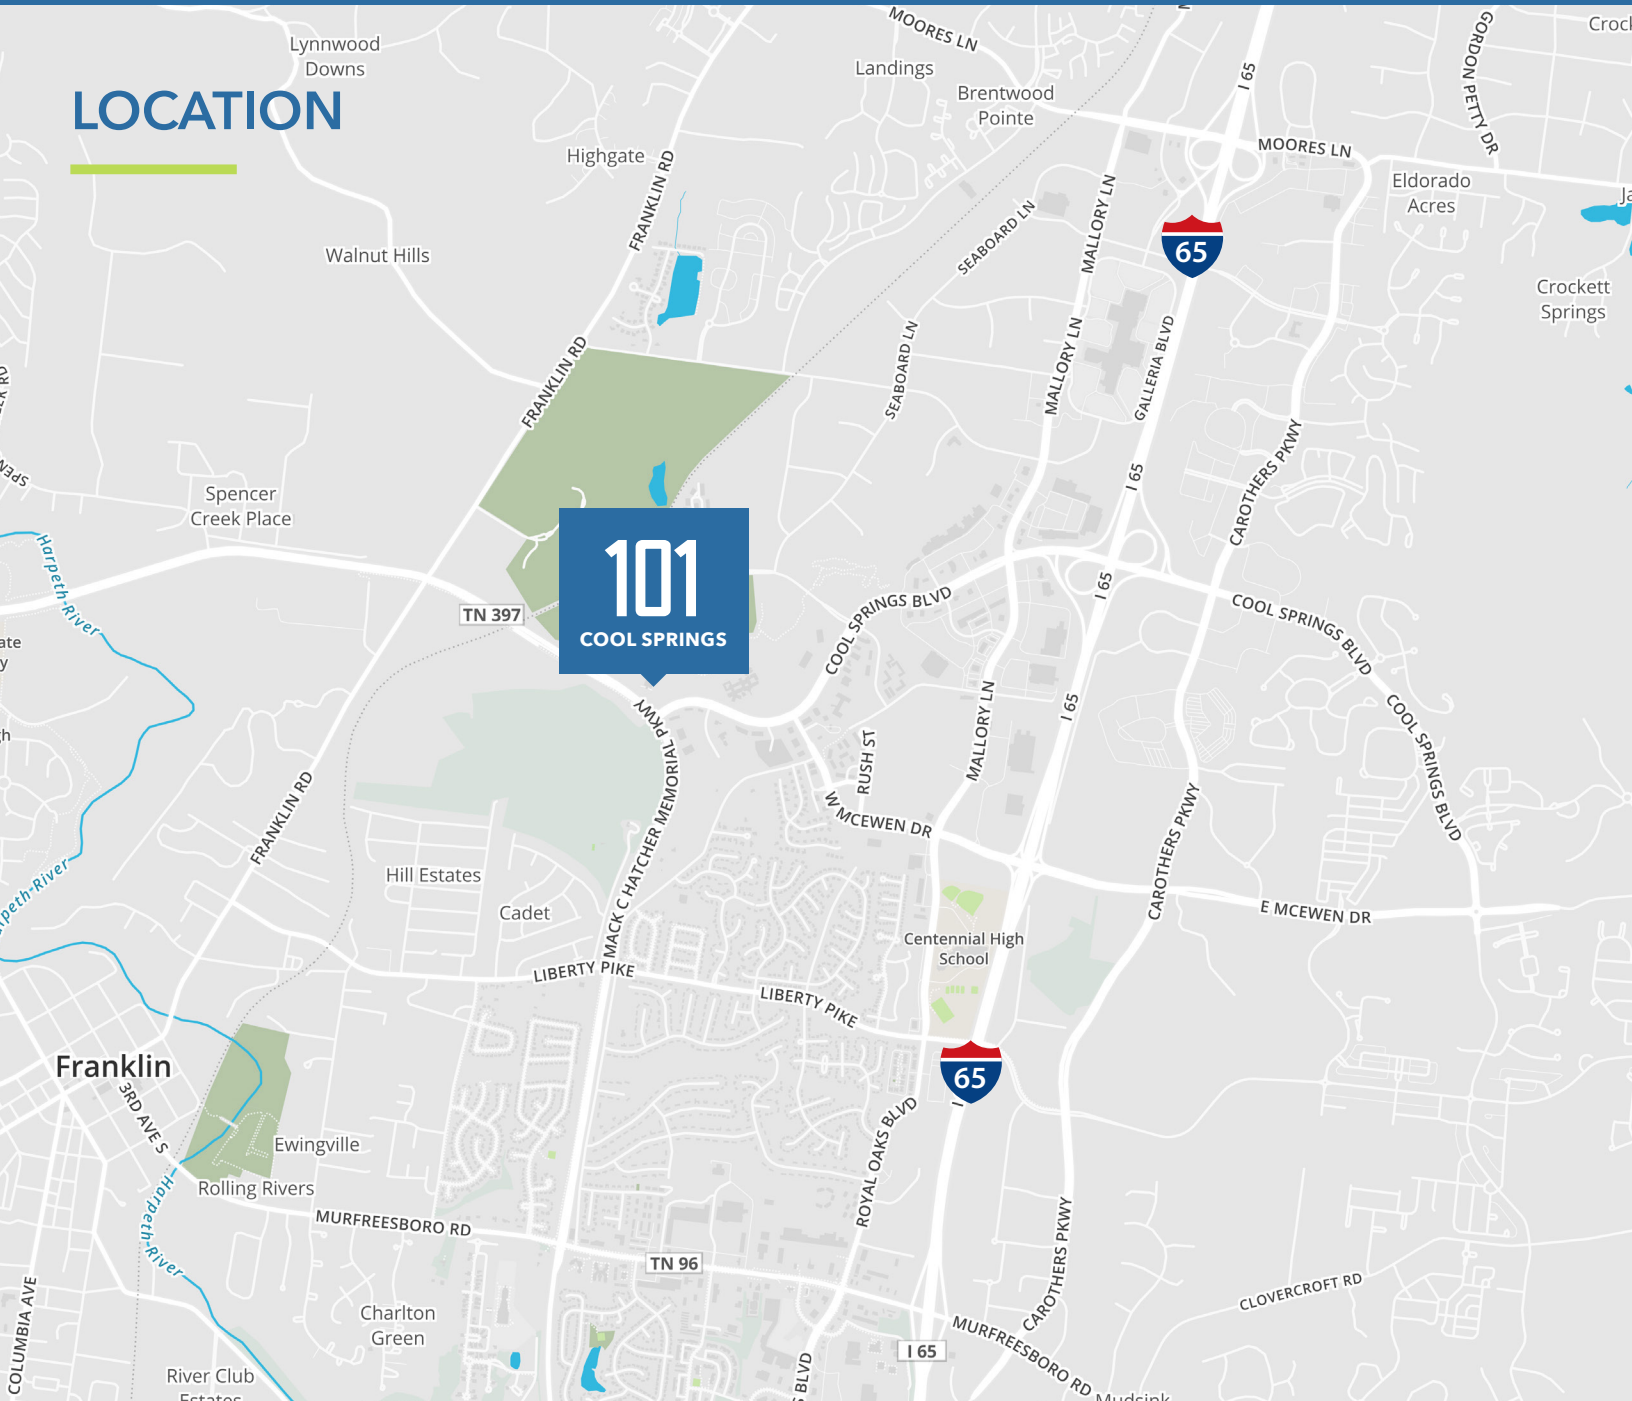 MOORES LN
Lynnwood
Downs
Landings
Brentwood
Pointe
I 65
GORDON PETTY DR
LOCATION
Highgate
FRANKLIN RD
MOORES LN
MALLORY LN
Eldorado
Acres
SEABOARD LN
Walnut Hills
65
Crockett
Springs
SEABOARD LN
MALLORY LN
GALLERIA BLVD
FRANKLIN RD
I 65
CAROTHERS PKWY
Spencer
Creek Place
Harpeth-River
101
COOL SPRINGS
TN 397
COOL SPRINGS BLVD
I 65
COOL SPRINGS BLVD
MALLORY LN
I 65
COOL SPRINGS BLVD
MACK C HATCHER MEMORIAL PKWY
RUSH ST
FRANKLIN RD
W MCEWEN DR
CAROTHERS PKWY
Hill Estates
Cadet
E MCEWEN DR
Centennial High
School
LIBERTY PIKE
LIBERTY PIKE
Franklin
65
3RD AVE S
ROYAL OAKS BLVD
Ewingville
Rolling Rivers
Harpeth-River
MURFREESBORO RD
TN 96
CAROTHERS PKWY
COLUMBIA AVE
CLOVERCROFT RD
Charlton
Green
I 65
MURFREESBORO RD
River Club
Estates
BLVD